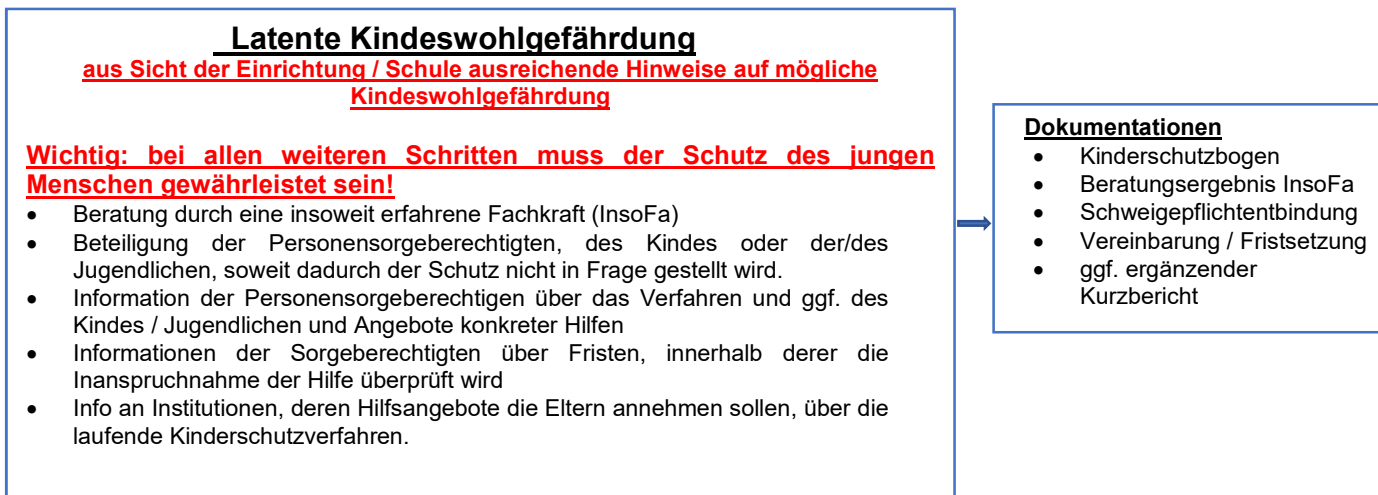 Latente Kindeswohlgefährdung
aus Sicht der Einrichtung / Schule ausreichende Hinweise auf mögliche
Kindeswohlgefährdung
Wichtig: bei allen weiteren Schritten muss der Schutz des jungen
Menschen gewährleistet sein!
• Beratung durch eine insoweit erfahrene Fachkraft (InsoFa)
• Beteiligung der Personensorgeberechtigten, des Kindes oder der/des
Jugendlichen, soweit dadurch der Schutz nicht in Frage gestellt wird.
• Information der Personensorgeberechtigen über das Verfahren und ggf. des
Kindes / Jugendlichen und Angebote konkreter Hilfen
• Informationen der Sorgeberechtigten über Fristen, innerhalb derer die
Inanspruchnahme der Hilfe überprüft wird
• Info an Institutionen, deren Hilfsangebote die Eltern annehmen sollen, über die
laufende Kinderschutzverfahren.
Dokumentationen
• Kinderschutzbogen
• Beratungsergebnis InsoFa
• Schweigepflichtentbindung
• Vereinbarung / Fristsetzung
• ggf. ergänzender
Kurzbericht